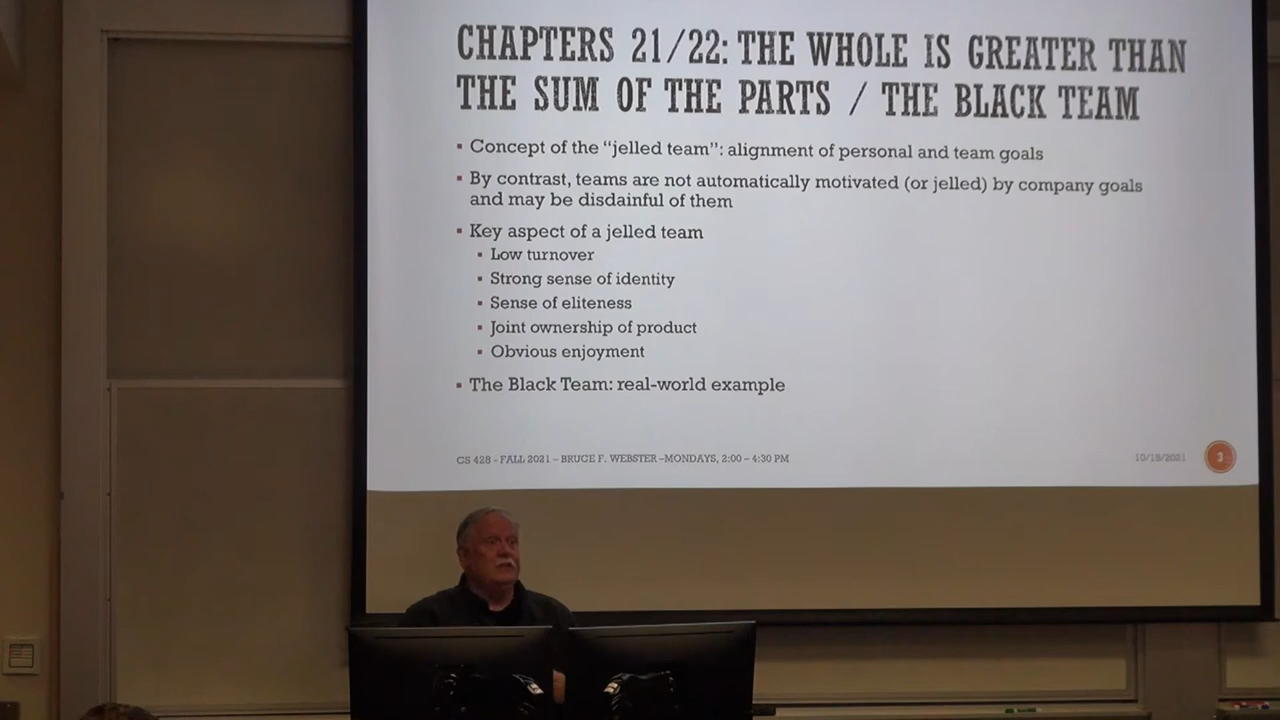 CHAPTERS 21/22: THE WHOLE IS GREATER THAN
THE SUM OF THE PARTS / THE BLACK TEAM
▪ Concept of the “jelled team”: alignment of personal and team goals
▪ By contrast, teams are not automatically motivated (or jelled) by company goals
and may be disdainful of them
▪ Key aspect of a jelled team
▪ Low turnover
▪ Strong sense of identity
▪ Sense of eliteness
▪ Joint ownership of product
▪ Obvious enjoyment
▪ The Black Team: real-world example
CS 428 – FALL 2021 – BRUCE F. WEBSTER –MONDAYS, 2:00 – 4:30 PM
10/18/2021
3